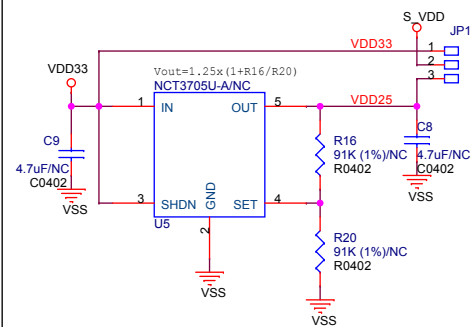 S_VDD
JP1
VDD33
1
2
3
VDD33
Vout=1.25x(1+R16/R20)
NCT3705U-A/NC
1
IN
OUT
5
VDD25
C9
4.7uF/NC
C0402
VSS
R16
91K (1%)/NC
R0402
C8
4.7uF/NC
C0402
VSS
3
SHDN
GND
SET
4
U5
2
VSS
R20
91K (1%)/NC
R0402
VSS